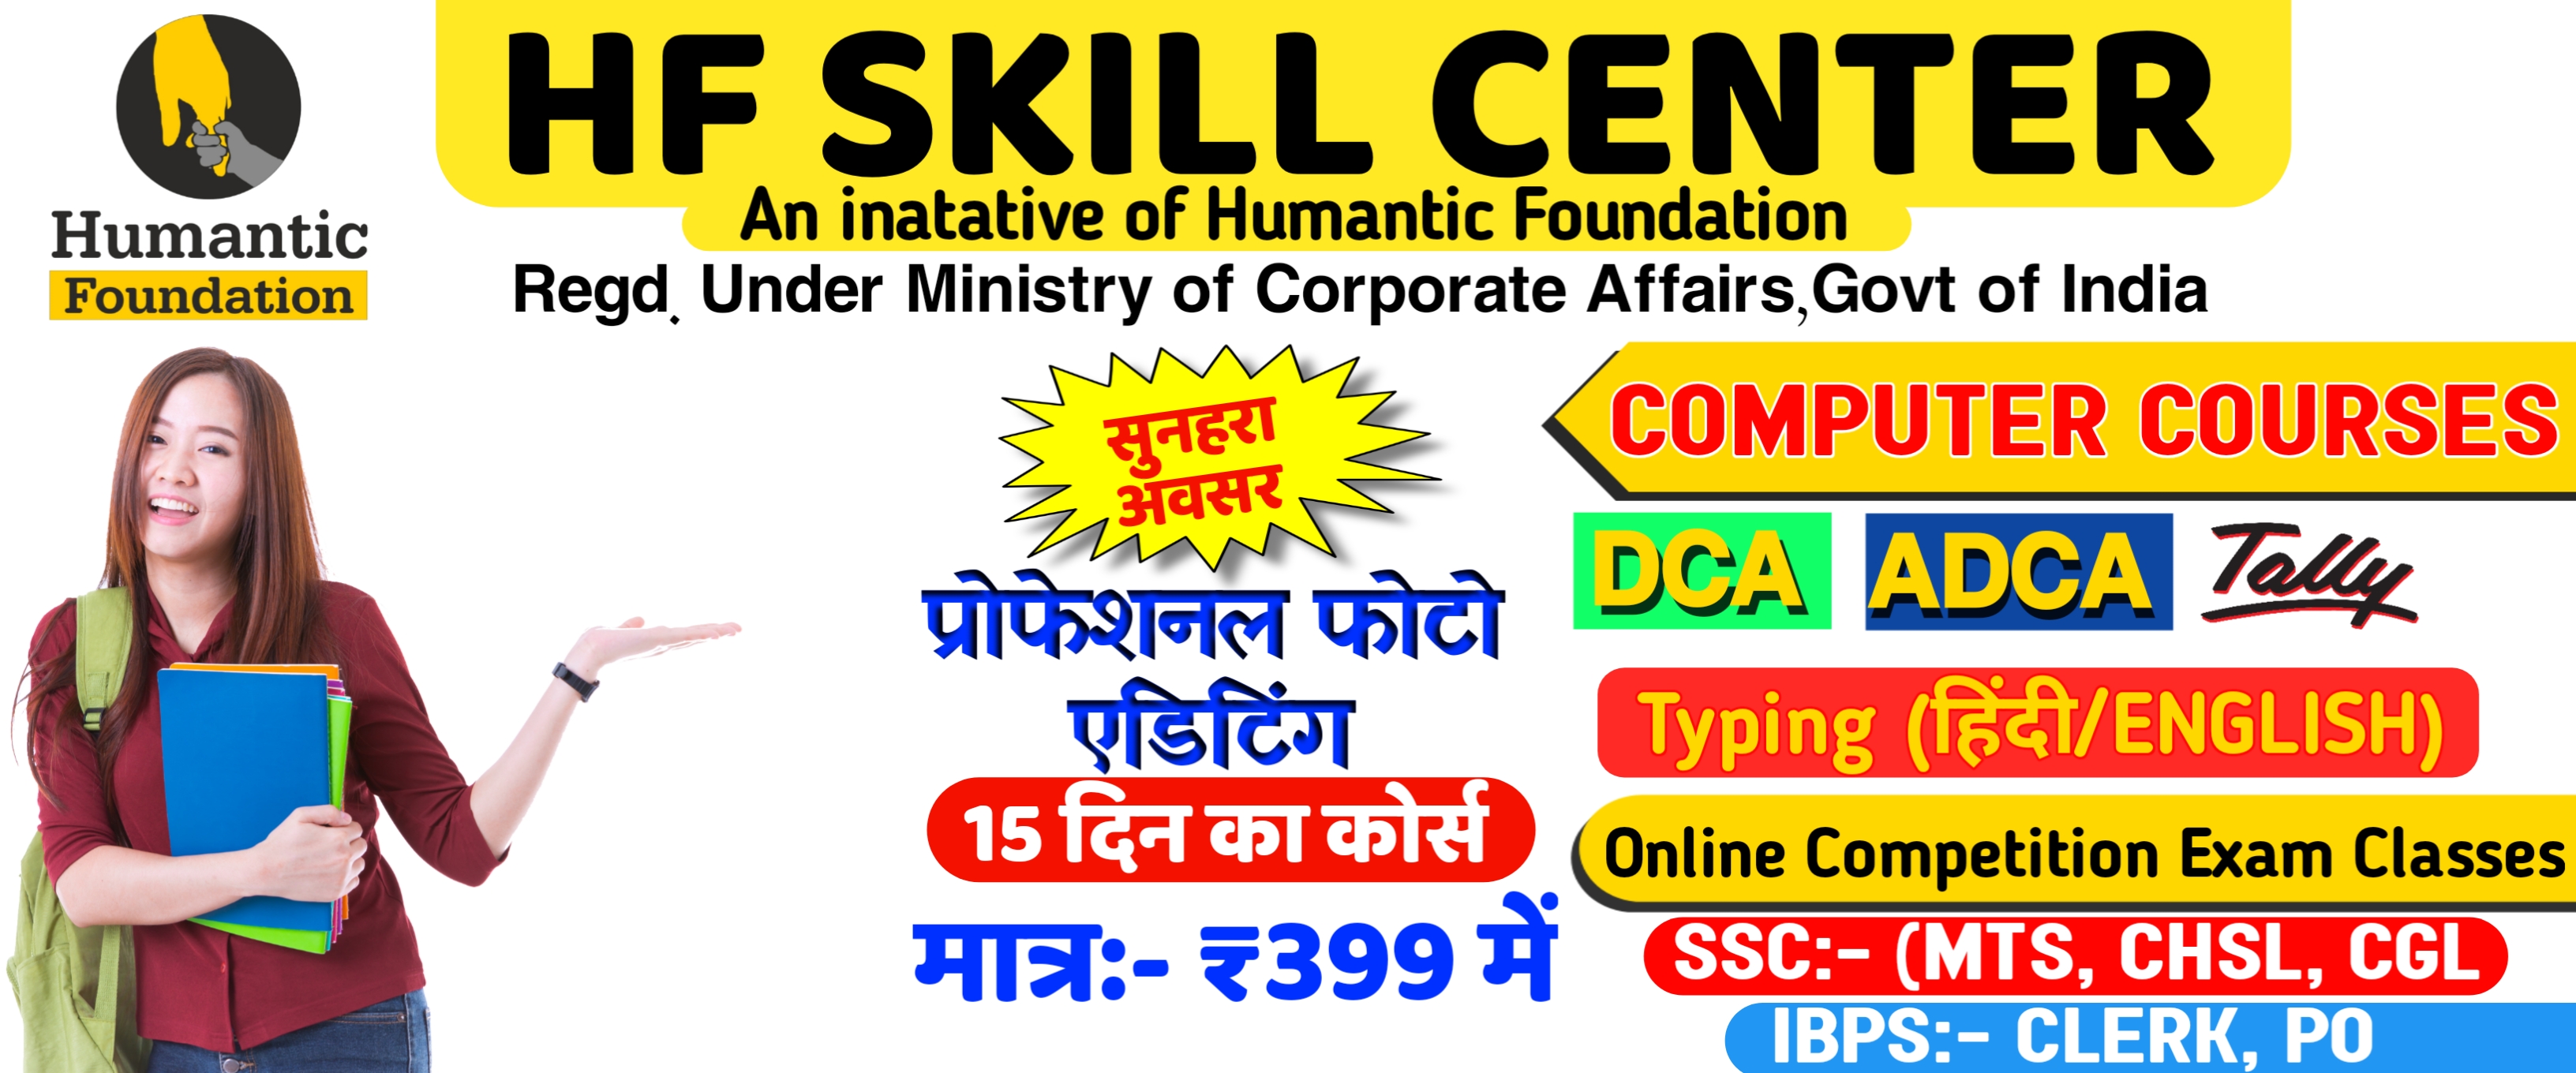 Humantic
Foundation
HF SKILL CENTER
An inatative of Humantic Foundation
Regd. Under Ministry of Corporate Affairs,Govt of India
सुनहरा
अवसर
प्रोफेशनल फोटो
एडिटिंग
15 दिन का कोर्स
मात्र:- ₹399 में
COMPUTER COURSES
DCA ADCA Tally
Typing (हिंदी/ENGLISH)
Online Competition Exam Classes
SSC:- (MTS, CHSL, CGL
IBPS:- CLERK, PO